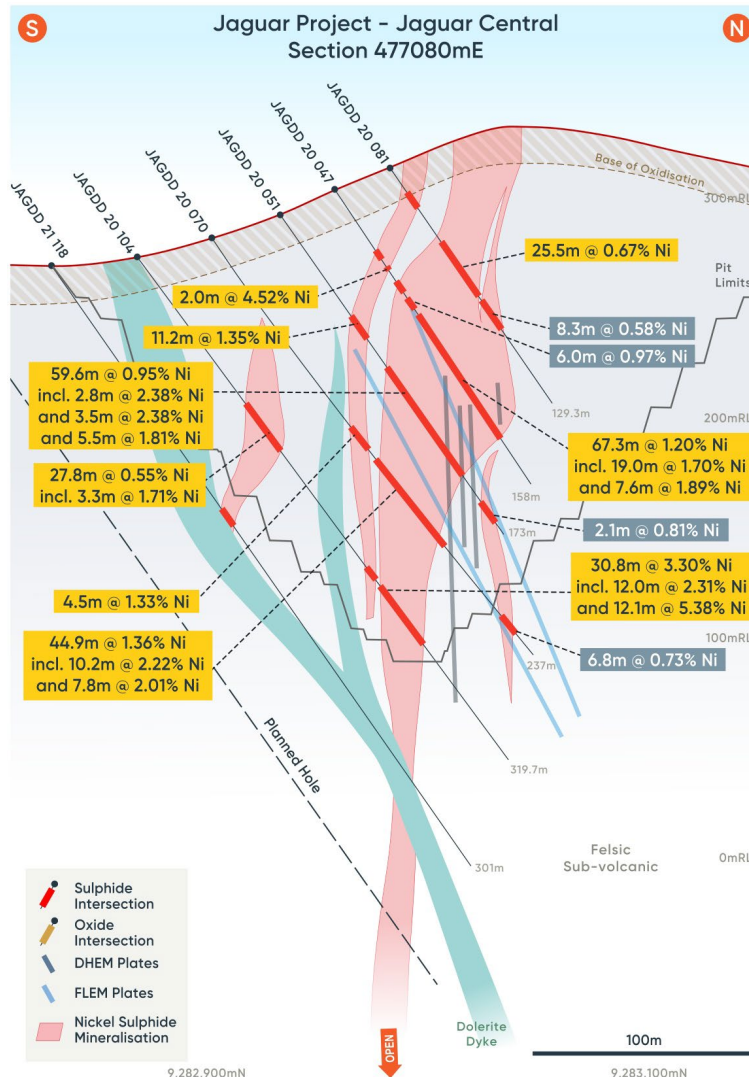 S
Jaguar Project - Jaguar Central
Section 477080mE
N
JAGDD 21 118
JAGDD 20 104
JAGDD 20 070
JAGDD 20 051
JAGDD 20 047
JAGDD 20 081
Base of Oxidisation
300mRL
25.5m @ 0.67% Ni
Pit
Limits
2.0m @ 4.52% Ni
8.3m @ 0.58% Ni
11.2m @ 1.35% Ni
6.0m @ 0.97% Ni
59.6m @ 0.95% Ni
incl. 2.8m @ 2.38% Ni
and 3.5m @ 2.38% Ni
and 5.5m @ 1.81% Ni
129.3m
200mRL
67.3m @ 1.20% Ni
incl. 19.0m @ 1.70% Ni
and 7.6m @ 1.89% Ni
27.8m @ 0.55% Ni
incl. 3.3m @ 1.71% Ni
158m
173m
2.1m @ 0.81% Ni
30.8m @ 3.30% Ni
incl. 12.0m @ 2.31% Ni
and 12.1m @ 5.38% Ni
4.5m @ 1.33% Ni
44.9m @ 1.36% Ni
incl. 10.2m @ 2.22% Ni
and 7.8m @ 2.01% Ni
100mRL
6.8m @ 0.73% Ni
237m
Planned Hole
319.7m
301m
Felsic
Sub-volcanic
0mRL
Sulphide
Intersection
Oxide
Intersection
DHEM Plates
FLEM Plates
Nickel Sulphide
Mineralisation
OPEN
Dolerite
Dyke
100m
9,282,900mN
9,283,100mN